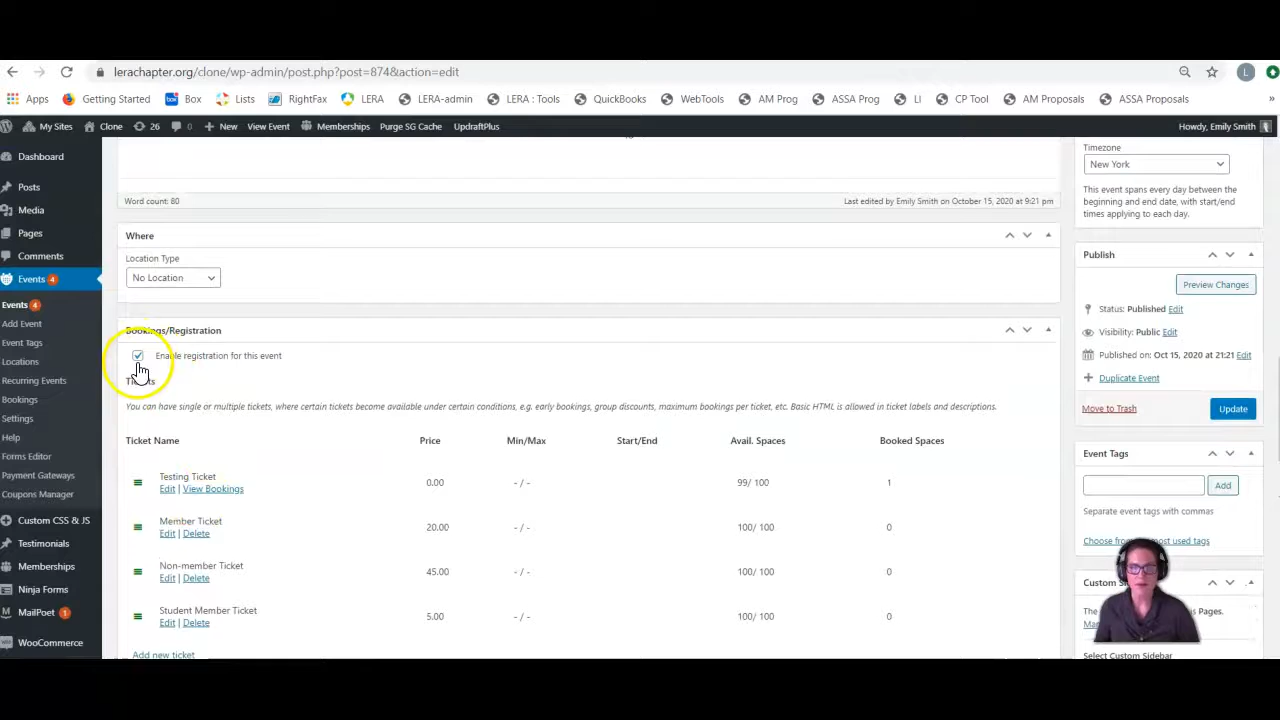 lerachapter.org/clone/wp-admin/post.php?post=874&action=edit
L
Apps Getting Started Box Lists RightFax LERA LERA-admin LERA : Tools QuickBooks WebTools AM Prog ASSA Prog LI CP Tool AM Proposals ASSA Proposals »
My Sites Clone 26 0 New View Event Memberships Purge SG Cache UpdraftPlus Howdy, Emily Smith
Dashboard
Posts
Media
Pages
Comments
Events 4
Events 4
Add Event
Event Tags
Locations
Recurring Events
Bookings
Settings
Help
Forms Editor
Payment Gateways
Coupons Manager
Custom CSS & JS
Testimonials
Memberships
Ninja Forms
MailPoet 1
WooCommerce
Word count: 80 Last edited by Emily Smith on October 15, 2020 at 9:21 pm
Where
Location Type
No Location
Bookings/Registration
Enable registration for this event
Tickets
You can have single or multiple tickets, where certain tickets become available under certain conditions, e.g. early bookings, group discounts, maximum bookings per ticket, etc. Basic HTML is allowed in ticket labels and descriptions.
Ticket Name Price Min/Max Start/End Avail. Spaces Booked Spaces
Testing Ticket
Edit | View Bookings
0.00 - / - 99/ 100 1
Member Ticket
Edit | Delete
20.00 - / - 100/ 100 0
Non-member Ticket
Edit | Delete
45.00 - / - 100/ 100 0
Student Member Ticket
Edit | Delete
5.00 - / - 100/ 100 0
Add new ticket
Timezone
New York
This event spans every day between the
beginning and end date, with start/end
times applying to each day.
Publish
Preview Changes
Status: Published Edit
Visibility: Public Edit
Published on: Oct 15, 2020 at 21:21 Edit
Duplicate Event
Move to Trash Update
Event Tags
Add
Separate event tags with commas
Choose from most used tags
Custom
The Pages.
Select Custom Sidebar